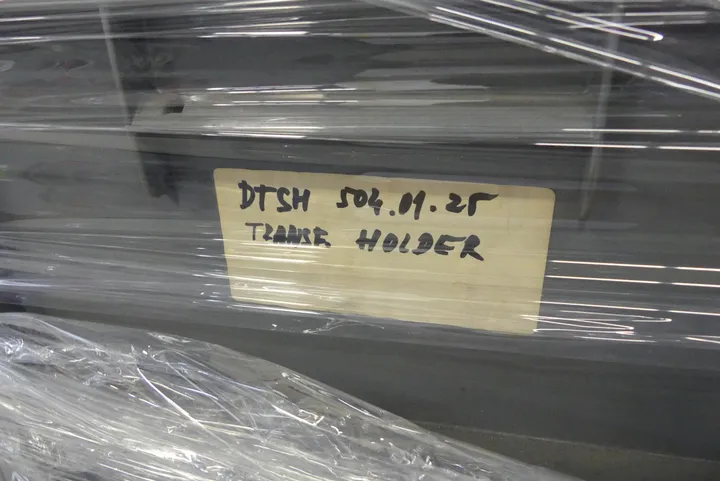 DTSH 504.01.25
TRANSF. HOLDER